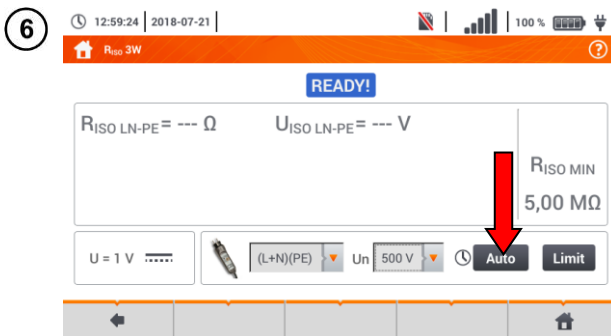 6
12:59:24 2018-07-21 100 %
RISO 3W ?
READY!
RISO LN-PE= --- Ω UISO LN-PE= --- V
RISO MIN
5,00 MΩ
U = 1 V (L+N)(PE) Un 500 V Auto Limit